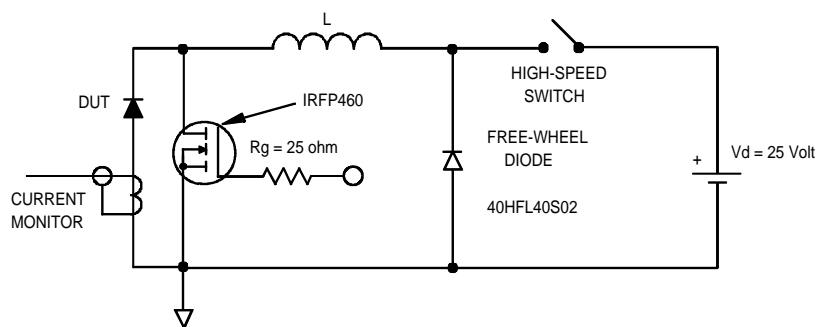 L
HIGH-SPEED
SWITCH
DUT
IRFP460
Rg = 25 ohm
FREE-WHEEL
DIODE
+
Vd = 25 Volt
CURRENT
MONITOR
40HFL40S02